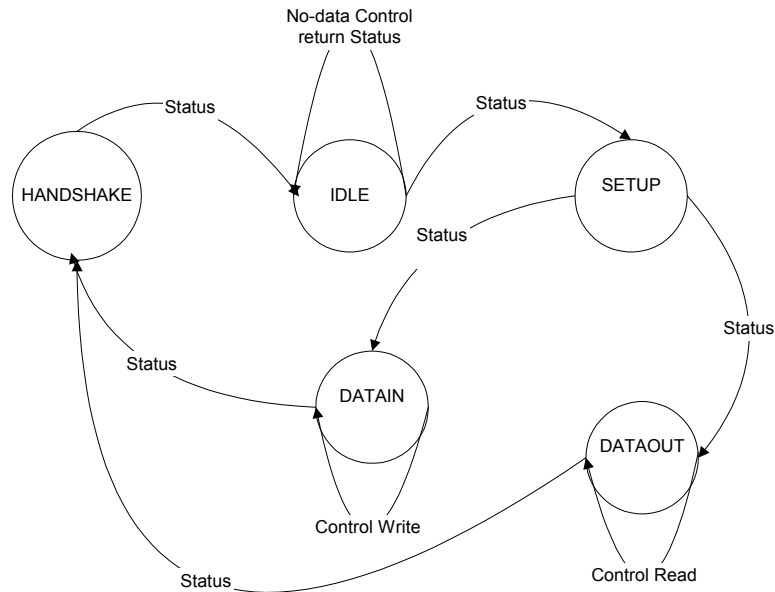 No-data Control
return Status
Status
Status
HANDSHAKE
IDLE
SETUP
Status
Status
Status
DATAIN
DATAOUT
Control Write
Status
Control Read